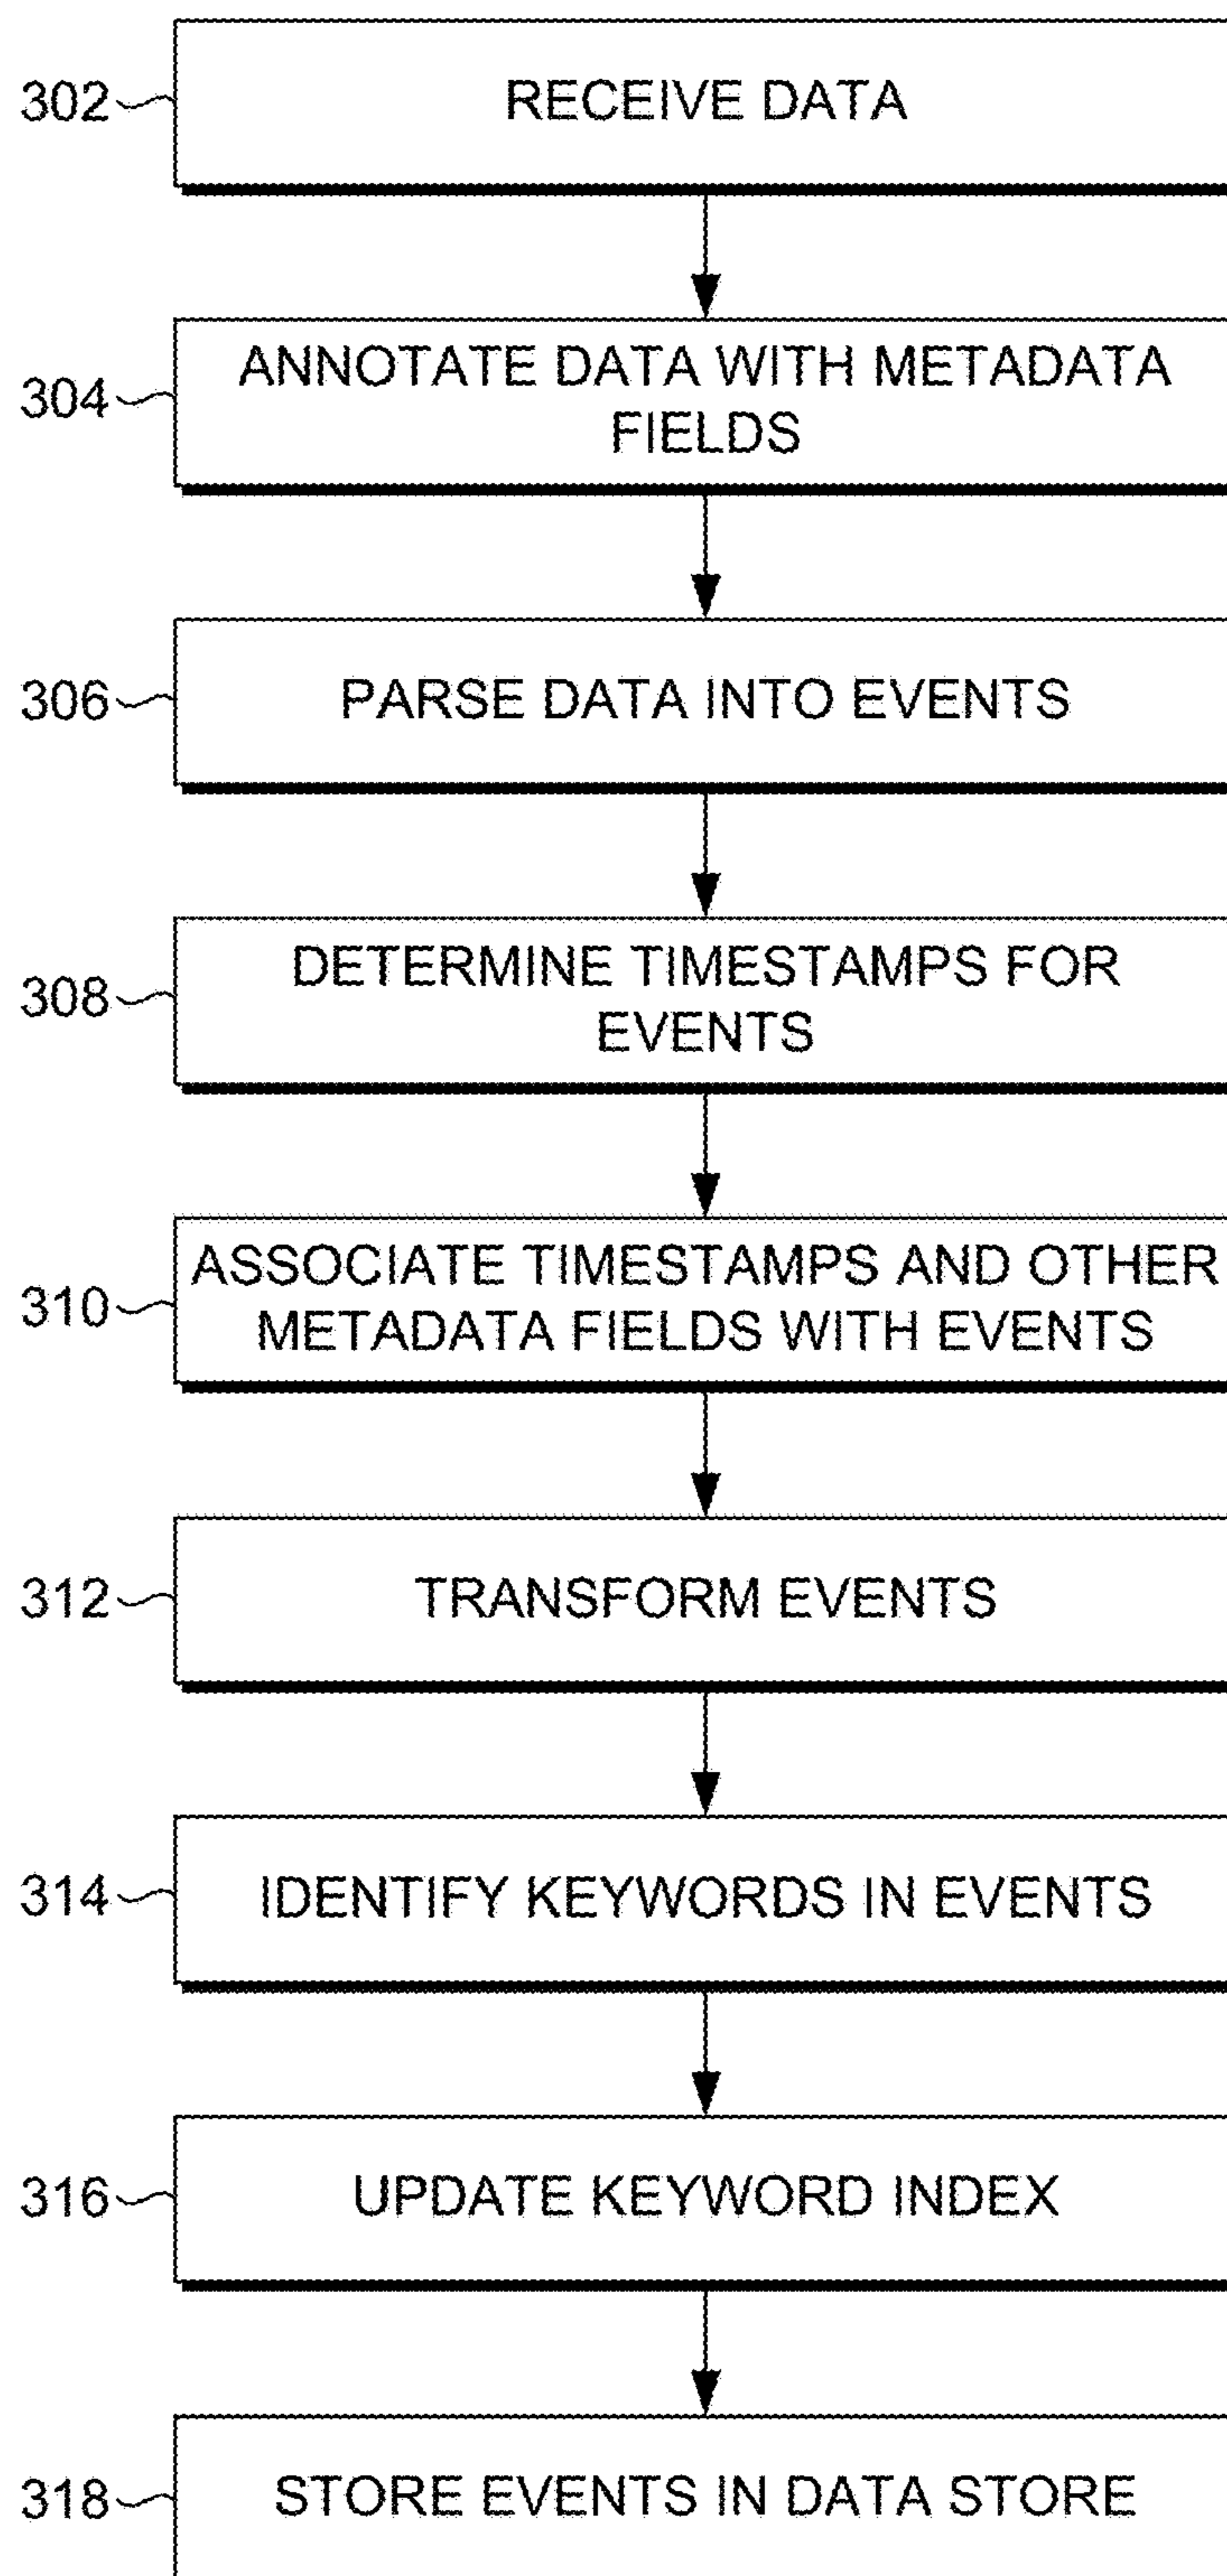 302 RECEIVE DATA
304 ANNOTATE DATA WITH METADATA
FIELDS
306 PARSE DATA INTO EVENTS
308 DETERMINE TIMESTAMPS FOR
EVENTS
310 ASSOCIATE TIMESTAMPS AND OTHER
METADATA FIELDS WITH EVENTS
312 TRANSFORM EVENTS
314 IDENTIFY KEYWORDS IN EVENTS
316 UPDATE KEYWORD INDEX
318 STORE EVENTS IN DATA STORE